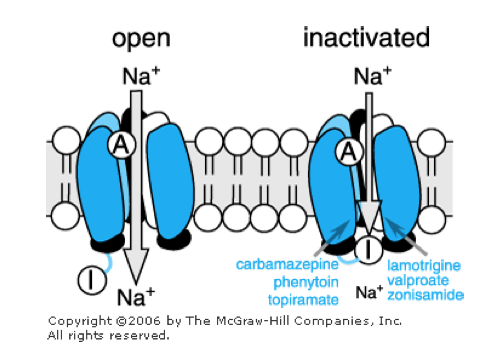 open
inactivated
Na+
Na+
A
A
I
I
Na+
Na+
carbamazepine
phenytoin
topiramate
lamotrigine
valproate
zonisamide
Copyright ©2006 by The McGraw-Hill Companies, Inc.
All rights reserved.